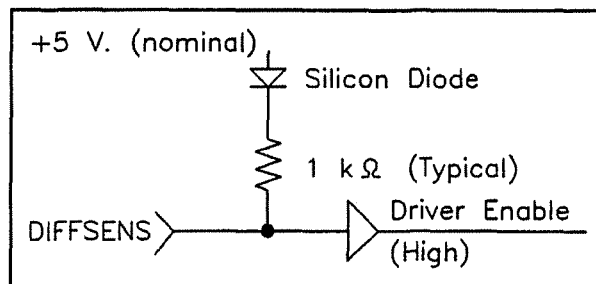 +5 V. (nominal)
Silicon Diode
1 kΩ (Typical)
DIFFSENS
Driver Enable
(High)